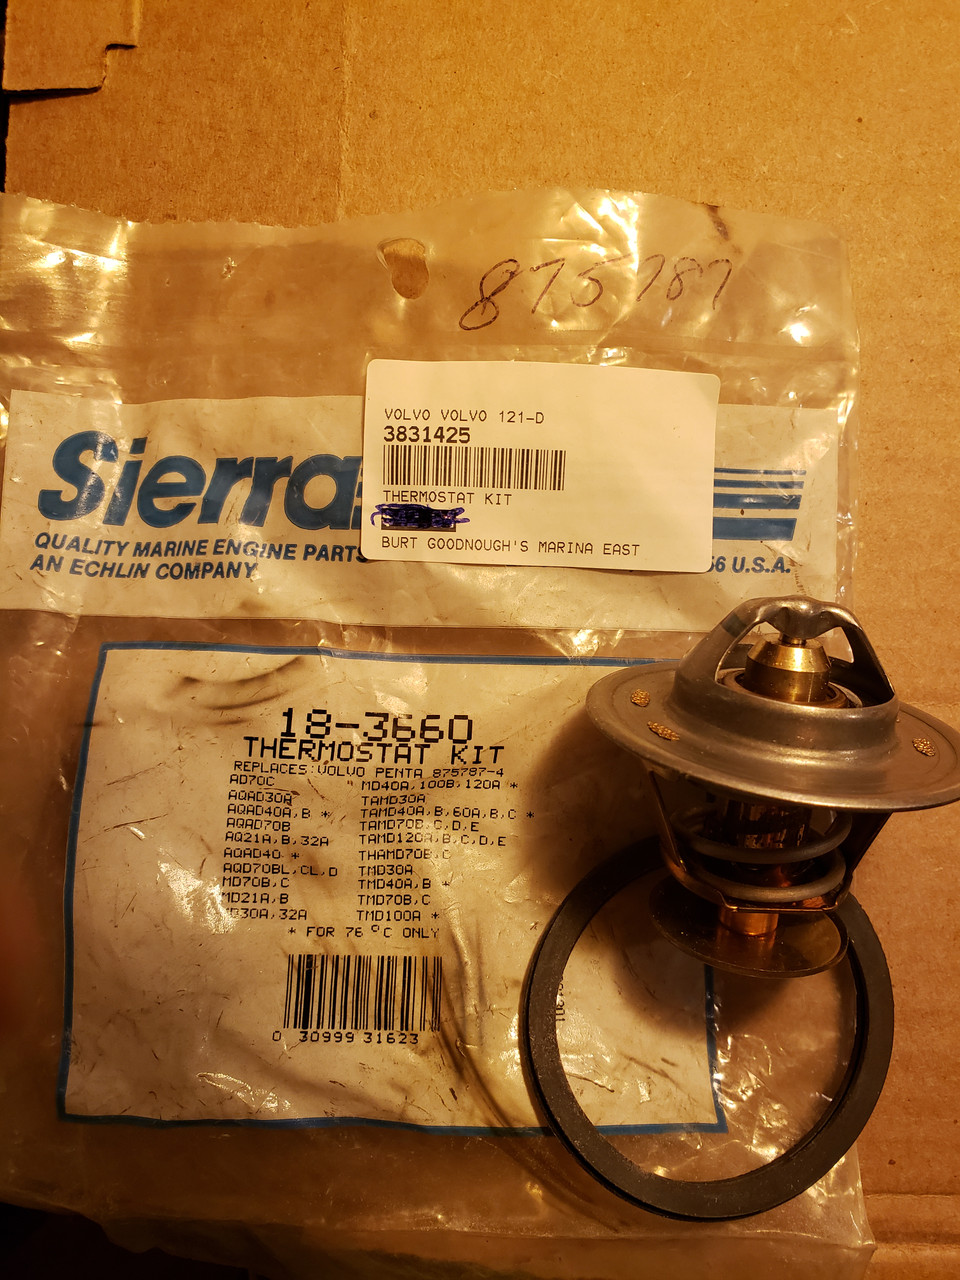 875787
VOLVO VOLVO 121-D
3831425
THERMOSTAT KIT
BURT GOODNOUGH'S MARINA EAST
Sierra
QUALITY MARINE ENGINE PARTS
AN ECHLIN COMPANY
56 U.S.A.
18-3660
THERMOSTAT KIT
REPLACES: VOLVO PENTA 875787-4
AD70C " MD40A, 100B, 120A *
AQAD30A TAMD30A
AQAD40A, B * TAMD40A, B, 60A, B, C *
AQAD70B TAMD70B, C, D, E
AQ21A, B, 32A TAMD120A, B, C, D, E
AQAD40 * THAMD70B, C
AQD70BL, CL, D TMD30A
MD70B, C TMD40A, B *
MD21A, B TMD70B, C
MD30A, 32A TMD100A *
* FOR 76 °C ONLY
0 30999 31623